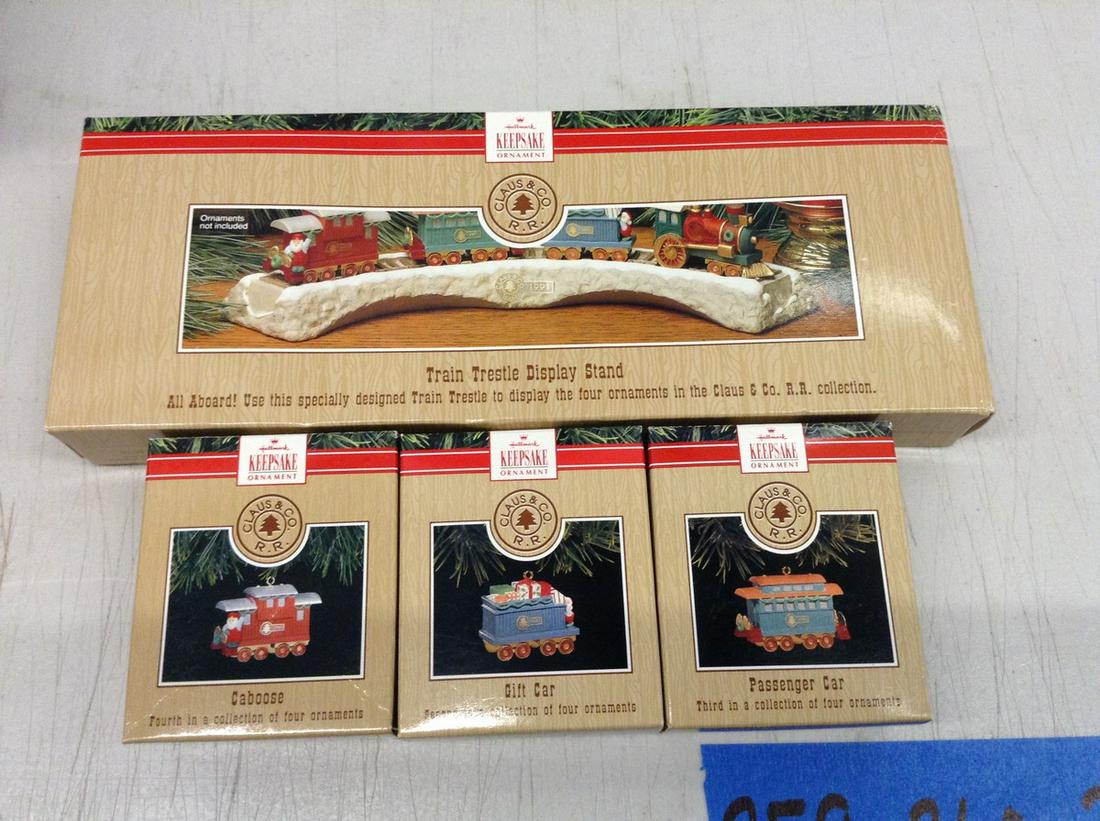 Hallmark
KEEPSAKE
ORNAMENT
CLAUS & CO.
R.R.
Ornaments
not included
Train Trestle Display Stand
All Aboard! Use this specially designed Train Trestle to display the four ornaments in the Claus & Co. R.R. collection.
Hallmark
KEEPSAKE
ORNAMENT
CLAUS & CO.
R.R.
Caboose
Fourth in a collection of four ornaments
Hallmark
KEEPSAKE
ORNAMENT
CLAUS & CO.
R.R.
Gift Car
Second in a collection of four ornaments
Hallmark
KEEPSAKE
ORNAMENT
CLAUS & CO.
R.R.
Passenger Car
Third in a collection of four ornaments